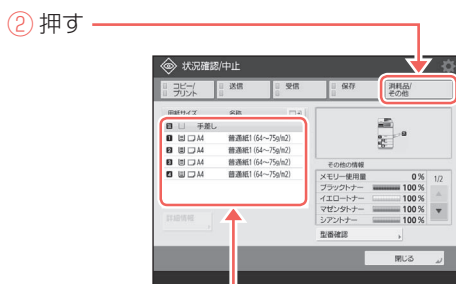 ② 押す
状況確認/中止
コピー/
プリント
送信
受信
保存
消耗品/
その他
用紙サイズ 名称
手差し
1 A4 普通紙1 (64～75g/m2)
2 A4 普通紙1 (64～75g/m2)
3 A4 普通紙1 (64～75g/m2)
4 A4 普通紙1 (64～75g/m2)
詳細情報
その他の情報
メモリー使用量 0 %
ブラックトナー 100 %
イエロートナー 100 %
マゼンタトナー 100 %
シアントナー 100 %
1/2
型番確認
閉じる